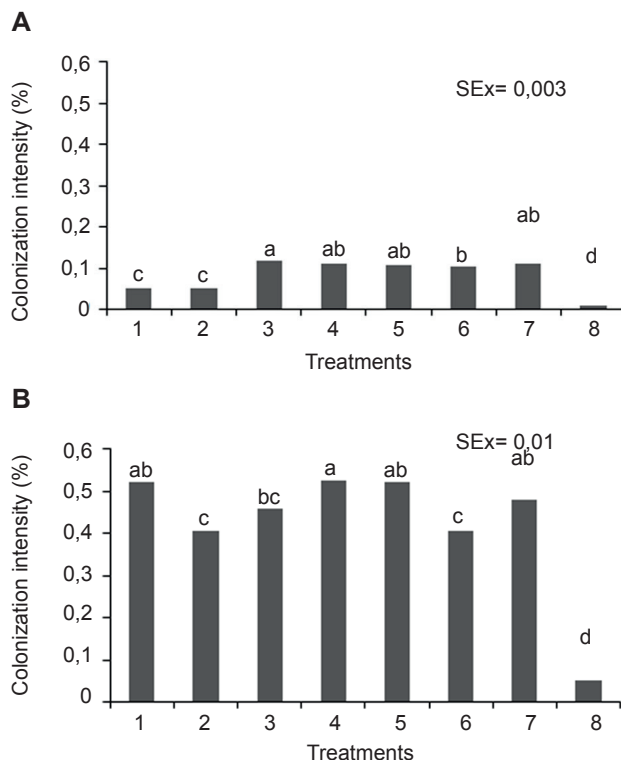 A
0,6
SEx= 0,003
0,5
0,4
0,3
0,2
0,1
0
Colonization intensity (%)
c c a ab ab b ab d
1 2 3 4 5 6 7 8
Treatments
B
0,6
SEx= 0,01
0,5
0,4
0,3
0,2
0,1
0
Colonization intensity (%)
ab c bc a ab c ab d
1 2 3 4 5 6 7 8
Treatments